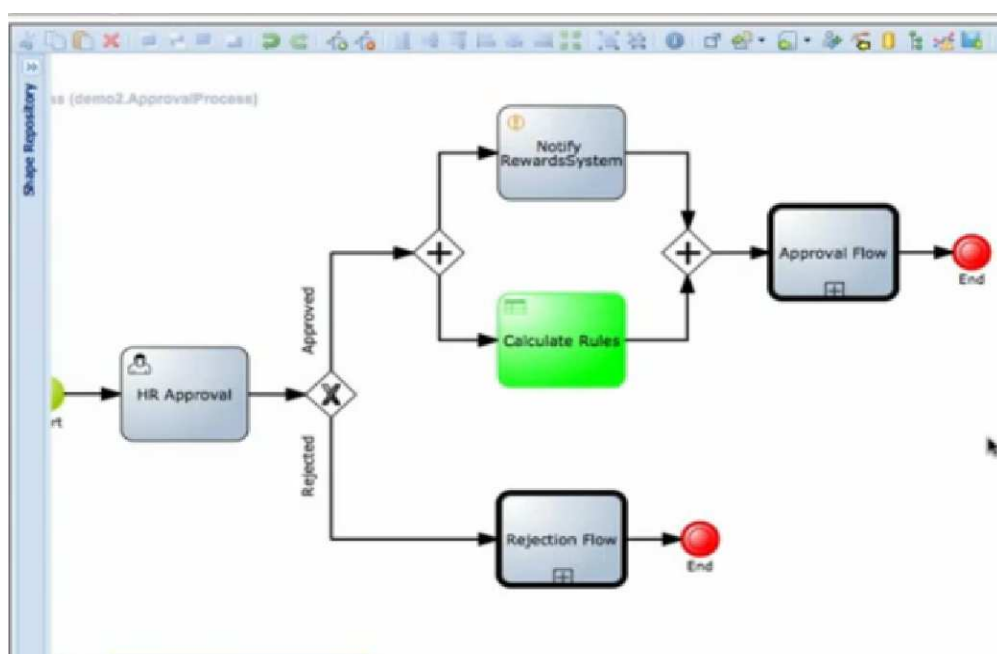 ss (demo2.ApprovalProcess)
Shape Repository
Notify
RewardsSystem
Approval Flow
End
Calculate Rules
Approved
HR Approval
rt
Rejected
Rejection Flow
End